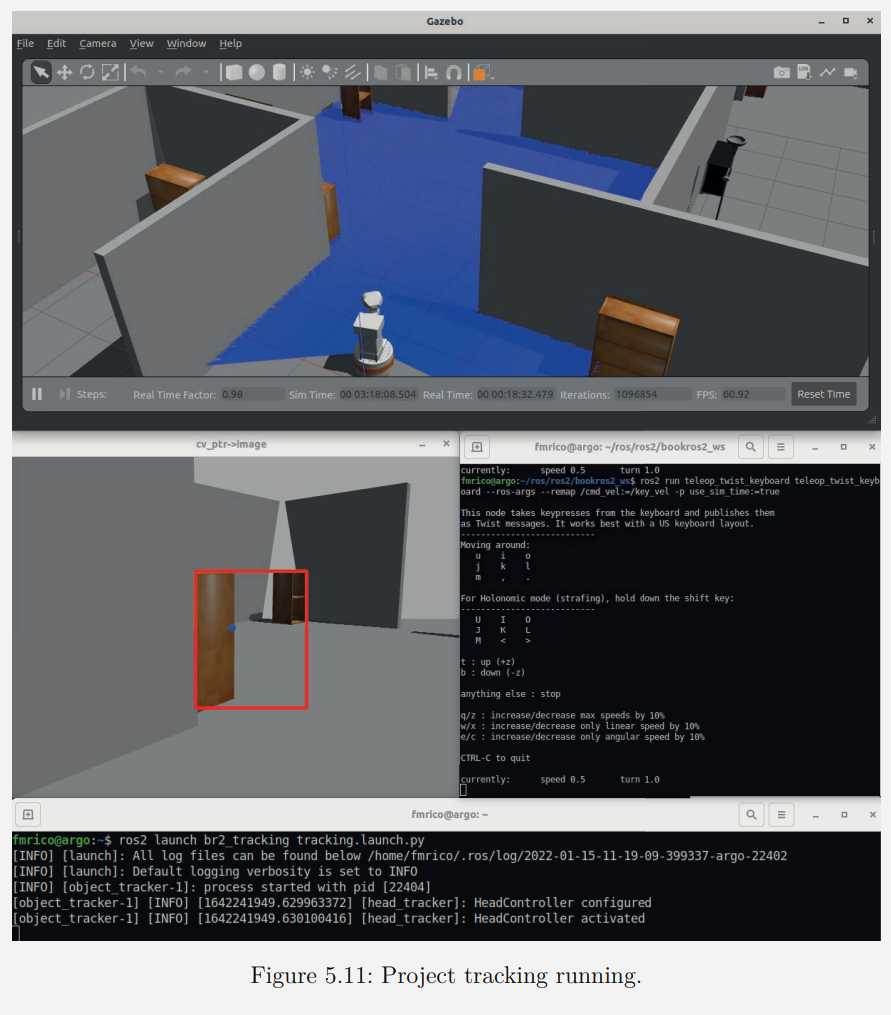 Gazebo
File Edit Camera View Window Help
LOG
Steps: Real Time Factor: 0.98 Sim Time: 00 03:18:08.504 Real Time: 00 00:18:32.479 Iterations: 1096854 FPS: 60.92 Reset Time
cv_ptr->image
fmrico@argo: ~/ros/ros2/bookros2_ws
currently: speed 0.5 turn 1.0
fmrico@argo:~/ros/ros2/bookros2_ws$ ros2 run teleop_twist_keyboard teleop_twist_keyb
oard --ros-args --remap /cmd_vel:=/key_vel -p use_sim_time:=true
This node takes keypresses from the keyboard and publishes them
as Twist messages. It works best with a US keyboard layout.
---------------------------
Moving around:
u i o
j k l
m , .
For Holonomic mode (strafing), hold down the shift key:
---------------------------
U I O
J K L
M < >
t : up (+z)
b : down (-z)
anything else : stop
q/z : increase/decrease max speeds by 10%
w/x : increase/decrease only linear speed by 10%
e/c : increase/decrease only angular speed by 10%
CTRL-C to quit
currently: speed 0.5 turn 1.0
fmrico@argo: ~
fmrico@argo:~$ ros2 launch br2_tracking tracking.launch.py
[INFO] [launch]: All log files can be found below /home/fmrico/.ros/log/2022-01-15-11-19-09-399337-argo-22402
[INFO] [launch]: Default logging verbosity is set to INFO
[INFO] [object_tracker-1]: process started with pid [22404]
[object_tracker-1] [INFO] [1642241949.629963372] [head_tracker]: HeadController configured
[object_tracker-1] [INFO] [1642241949.630100416] [head_tracker]: HeadController activated
Figure 5.11: Project tracking running.